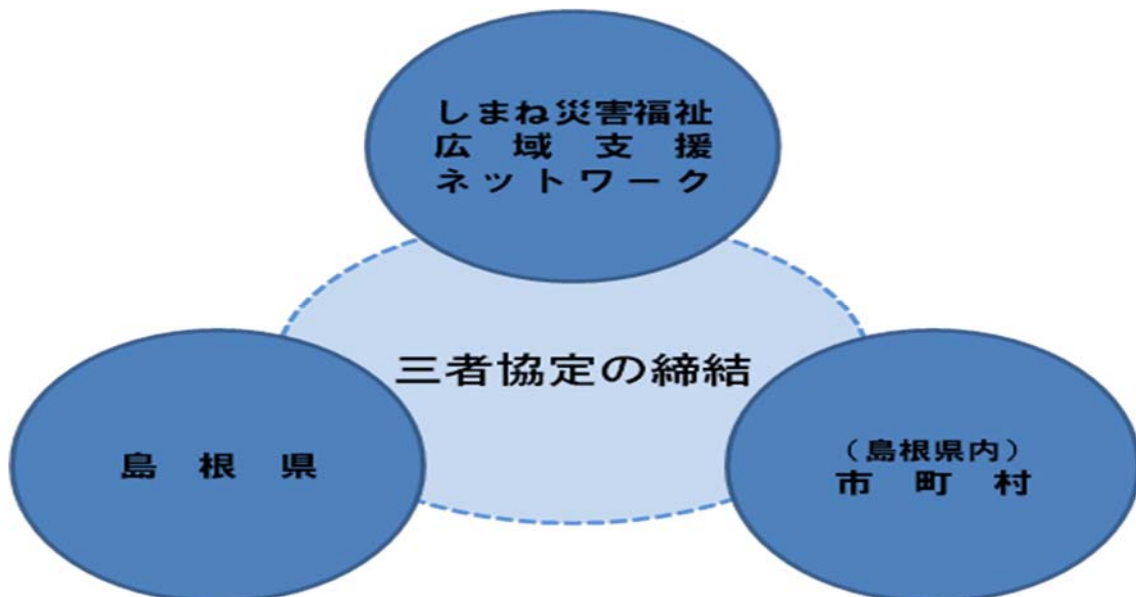 しまね災害福祉
広域支援
ネットワーク
三者協定の締結
島根県
（島根県内）
市町村